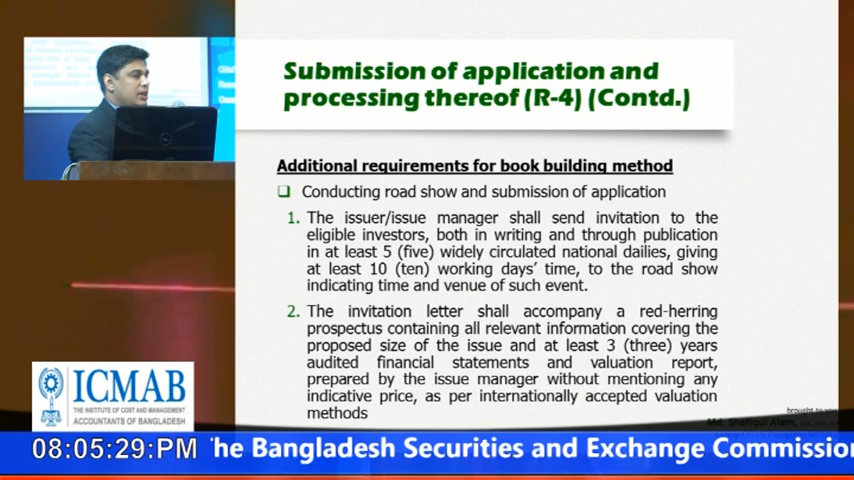 Submission of application and
processing thereof (R-4) (Contd.)
Additional requirements for book building method
❑ Conducting road show and submission of application
1. The issuer/issue manager shall send invitation to the
eligible investors, both in writing and through publication
in at least 5 (five) widely circulated national dailies, giving
at least 10 (ten) working days' time, to the road show
indicating time and venue of such event.
2. The invitation letter shall accompany a red-herring
prospectus containing all relevant information covering the
proposed size of the issue and at least 3 (three) years
audited financial statements and valuation report,
prepared by the issue manager without mentioning any
indicative price, as per internationally accepted valuation
methods
ICMAB
THE INSTITUTE OF COST AND MANAGEMENT
ACCOUNTANTS OF BANGLADESH
brought to you
Md. Shafiqul Alam,
08:05:29:PM
he Bangladesh Securities and Exchange Commission